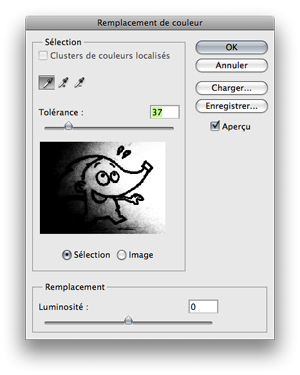 Remplacement de couleur
Sélection
Clusters de couleurs localisés
Tolérance :
37
Sélection
Image
OK
Annuler
Charger...
Enregistrer...
Aperçu
Remplacement
Luminosité :
0